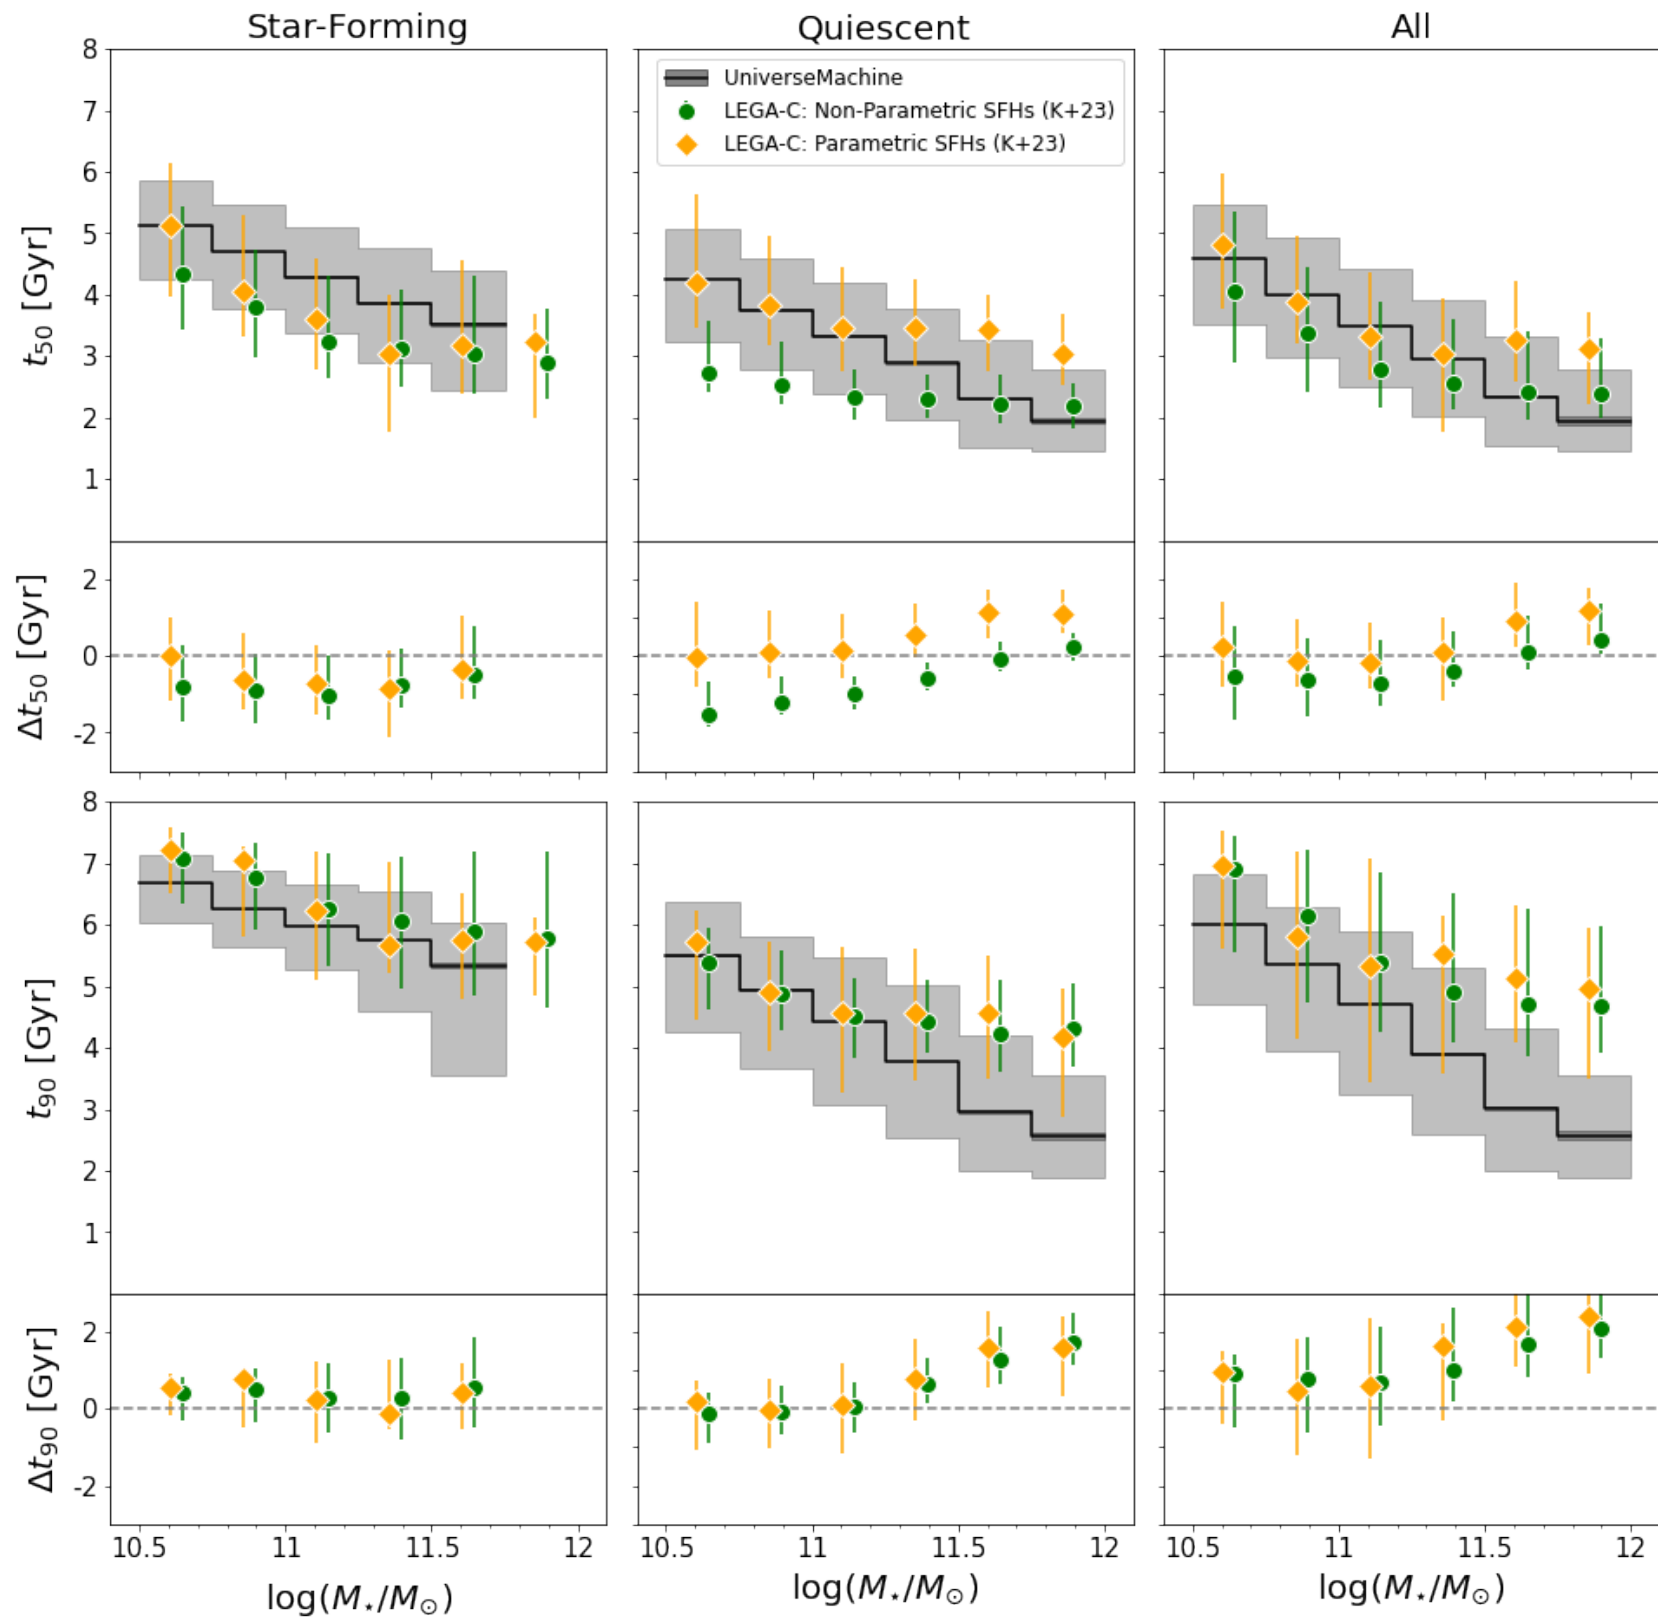 Star-Forming
Quiescent
All
UniverseMachine
LEGA-C: Non-Parametric SFHs (K+23)
LEGA-C: Parametric SFHs (K+23)
t₅₀ [Gyr]
8
7
6
5
4
3
2
1
Δt₅₀ [Gyr]
2
0
-2
t₉₀ [Gyr]
8
7
6
5
4
3
2
1
Δt₉₀ [Gyr]
2
0
-2
10.5 11 11.5 12
10.5 11 11.5 12
10.5 11 11.5 12
log(M⋆/M⊙)
log(M⋆/M⊙)
log(M⋆/M⊙)